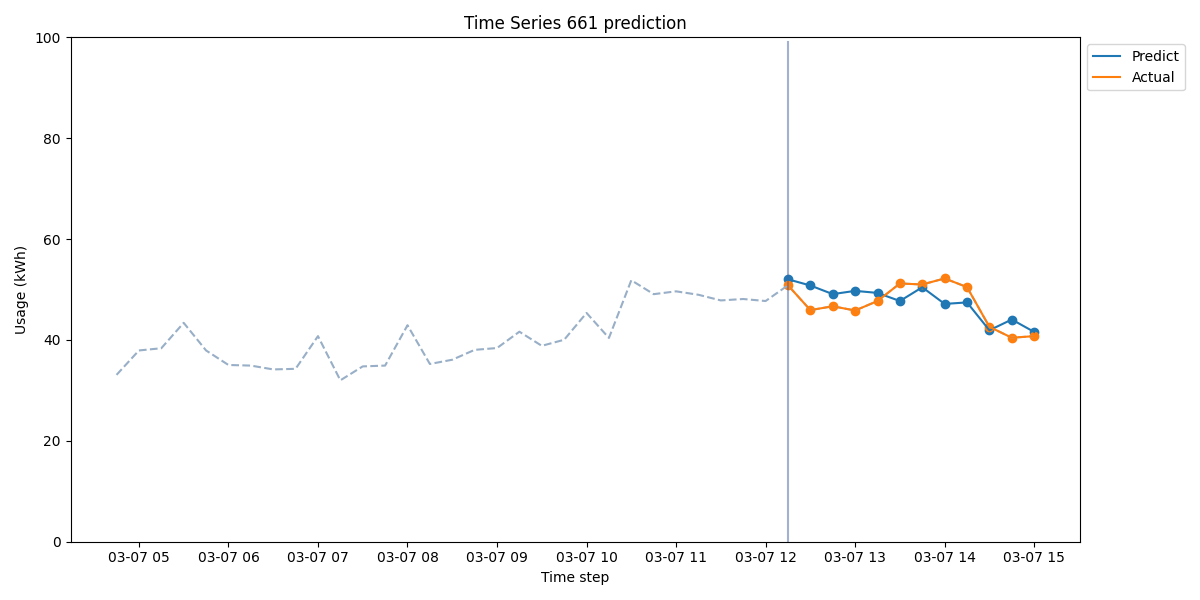 Time Series 661 prediction
100
80
60
40
20
0
Usage (kWh)
03-07 05 03-07 06 03-07 07 03-07 08 03-07 09 03-07 10 03-07 11 03-07 12 03-07 13 03-07 14 03-07 15
Time step
Predict
Actual